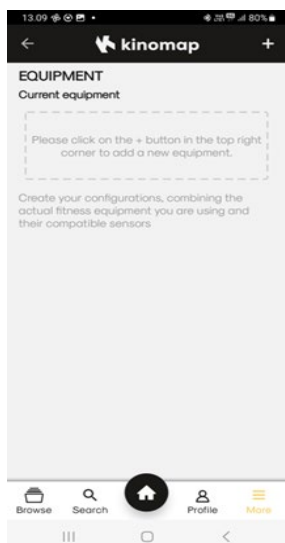 13.09
80%
kinomap
EQUIPMENT
Current equipment
Please click on the + button in the top right
corner to add a new equipment.
Create your configurations, combining the
actual fitness equipment you are using and
their compatible sensors
Browse Search Profile More